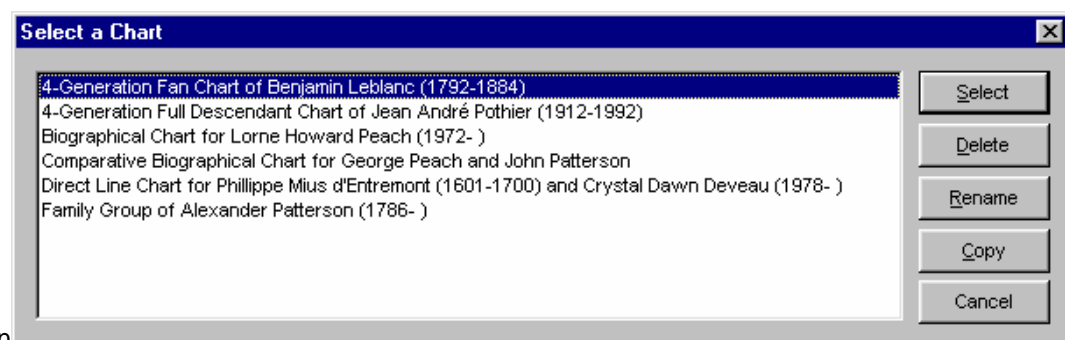 Select a Chart
4-Generation Fan Chart of Benjamin Leblanc (1792-1884)
4-Generation Full Descendant Chart of Jean André Pothier (1912-1992)
Biographical Chart for Lorne Howard Peach (1972- )
Comparative Biographical Chart for George Peach and John Patterson
Direct Line Chart for Phillippe Mius d'Entremont (1601-1700) and Crystal Dawn Deveau (1978- )
Family Group of Alexander Patterson (1786- )
Select
Delete
Rename
Copy
Cancel